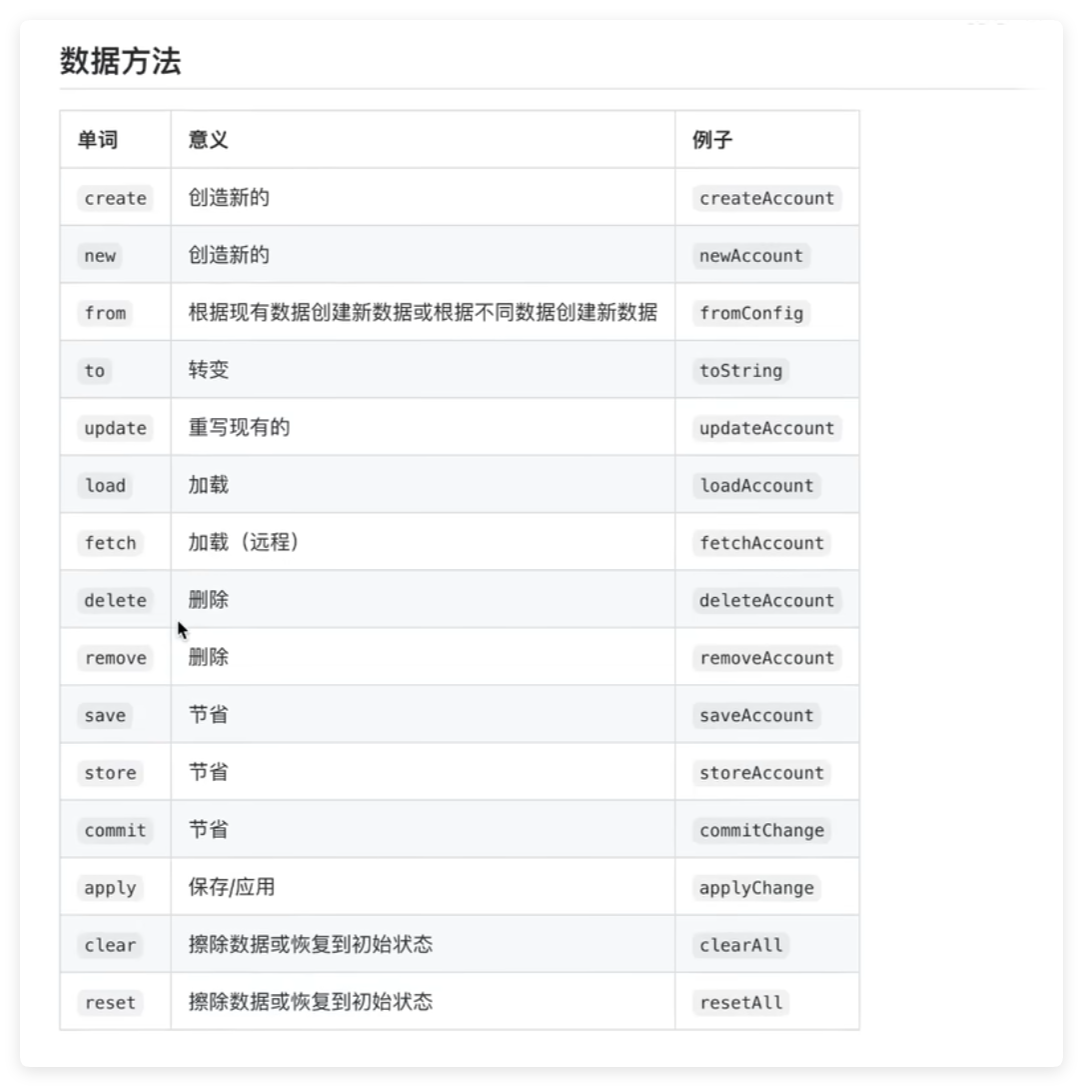 数据方法
单词 意义 例子
create 创造新的 createAccount
new 创造新的 newAccount
from 根据现有数据创建新数据或根据不同数据创建新数据 fromConfig
to 转变 toString
update 重写现有的 updateAccount
load 加载 loadAccount
fetch 加载（远程） fetchAccount
delete 删除 deleteAccount
remove 删除 removeAccount
save 节省 saveAccount
store 节省 storeAccount
commit 节省 commitChange
apply 保存/应用 applyChange
clear 擦除数据或恢复到初始状态 clearAll
reset 擦除数据或恢复到初始状态 resetAll